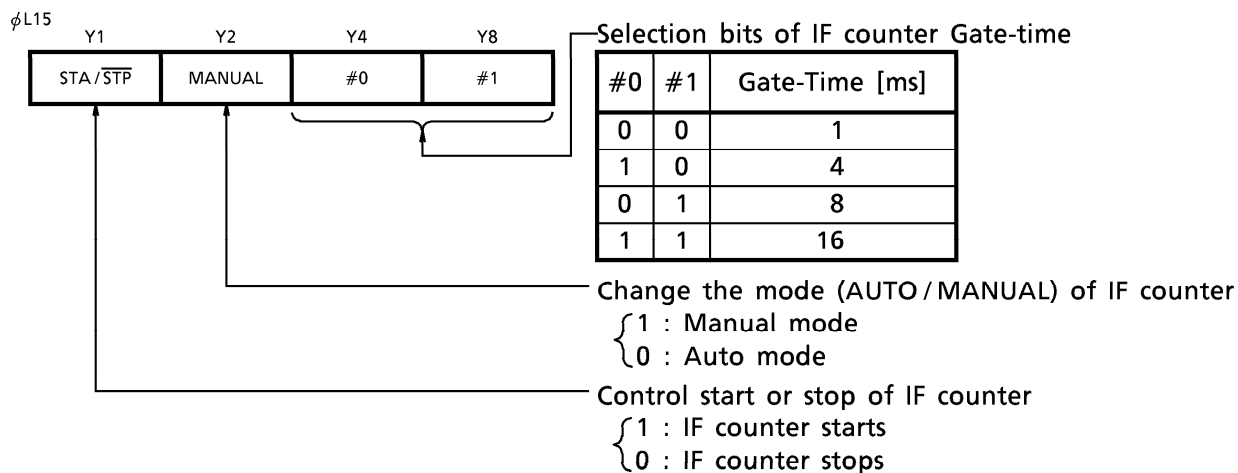 ϕL15
Y1 Y2 Y4 Y8
STA/S̅T̅P̅ MANUAL #0 #1
Selection bits of IF counter Gate-time
#0 #1 Gate-Time [ms]
0 0 1
1 0 4
0 1 8
1 1 16
Change the mode (AUTO/MANUAL) of IF counter
1 : Manual mode
0 : Auto mode
Control start or stop of IF counter
1 : IF counter starts
0 : IF counter stops